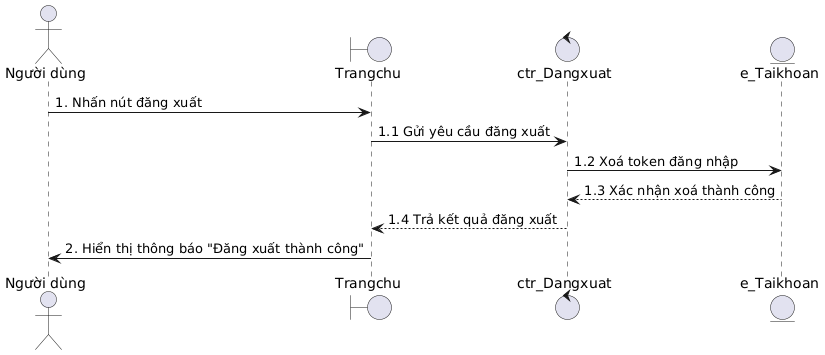 Người dùng
Trangchu
ctr_Dangxuat
e_Taikhoan
1. Nhấn nút đăng xuất
1.1 Gửi yêu cầu đăng xuất
1.2 Xoá token đăng nhập
1.3 Xác nhận xoá thành công
1.4 Trả kết quả đăng xuất
2. Hiển thị thông báo "Đăng xuất thành công"
Người dùng
Trangchu
ctr_Dangxuat
e_Taikhoan